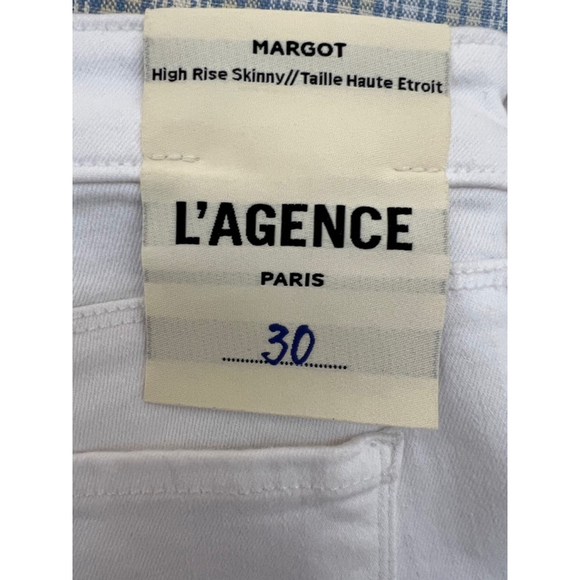 MARGOT
High Rise Skinny//Taille Haute Etroit
L'AGENCE
PARIS
30